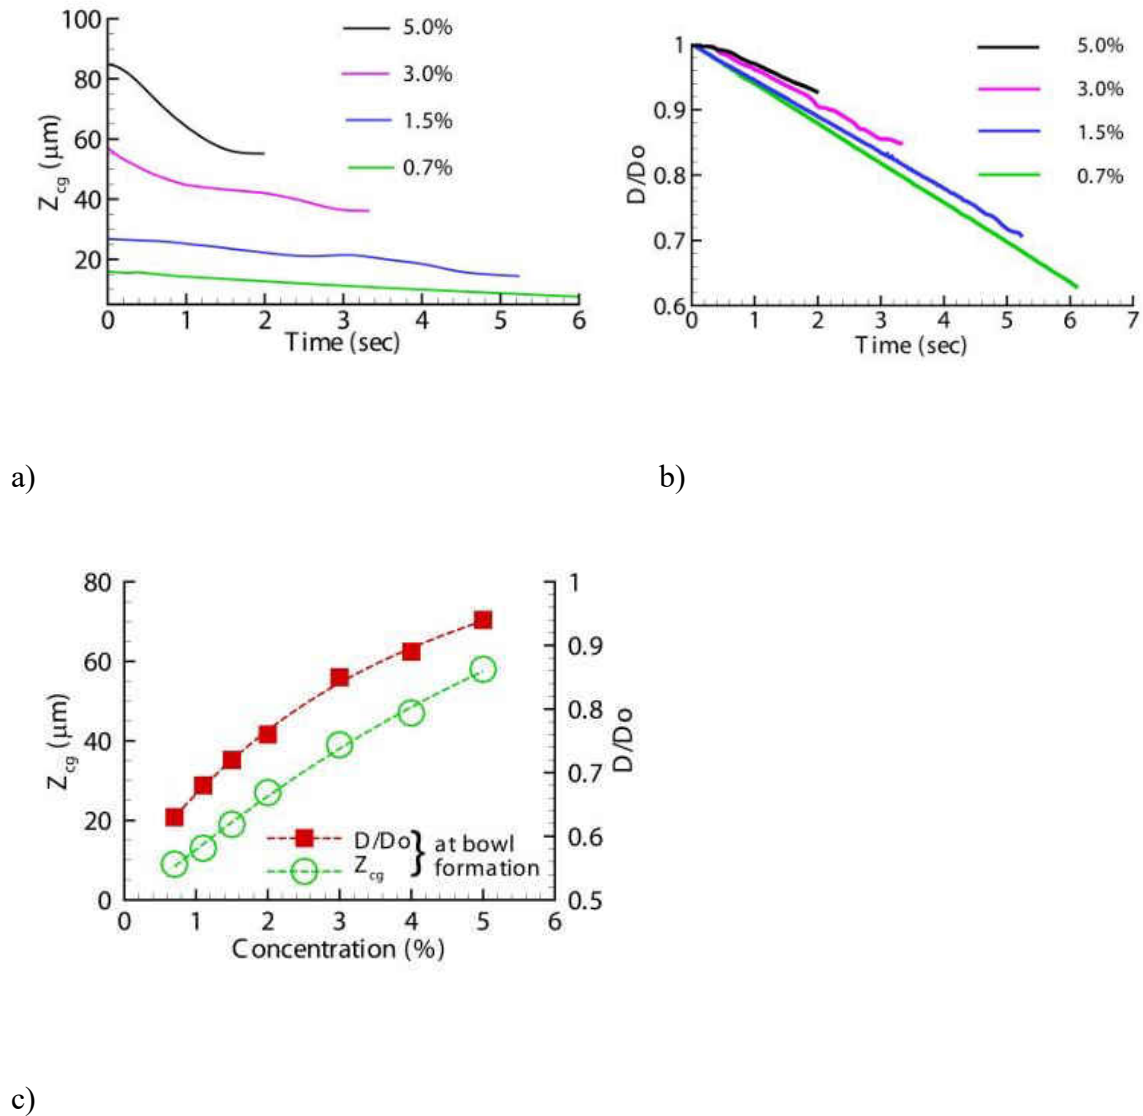 100
80
60
40
20
Z cg (μm)
0 1 2 3 4 5 6
Time (sec)
5.0%
3.0%
1.5%
0.7%
1
0.9
0.8
0.7
0.6
D/Do
0 1 2 3 4 5 6 7
Time (sec)
5.0%
3.0%
1.5%
0.7%
a)
b)
80
60
40
20
0
Z cg (μm)
0 1 2 3 4 5 6
Concentration (%)
1
0.9
0.8
0.7
0.6
0.5
D/Do
D/Do
Z cg
} at bowl
formation
c)